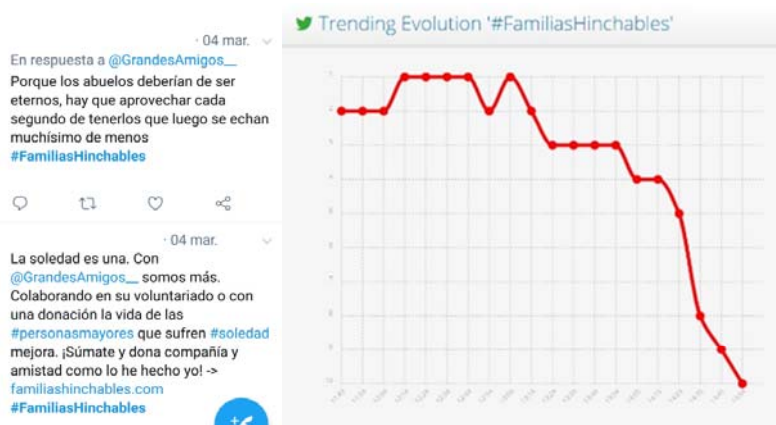 · 04 mar.
En respuesta a @GrandesAmigos__
Porque los abuelos deberían de ser
eternos, hay que aprovechar cada
segundo de tenerlos que luego se echan
muchísimo de menos
#FamiliasHinchables
· 04 mar.
La soledad es una. Con
@GrandesAmigos__ somos más.
Colaborando en su voluntariado o con
una donación la vida de las
#personasmayores que sufren #soledad
mejora. ¡Súmate y dona compañía y
amistad como lo he hecho yo! ->
familiashinchables.com
#FamiliasHinchables
Trending Evolution '#FamiliasHinchables'